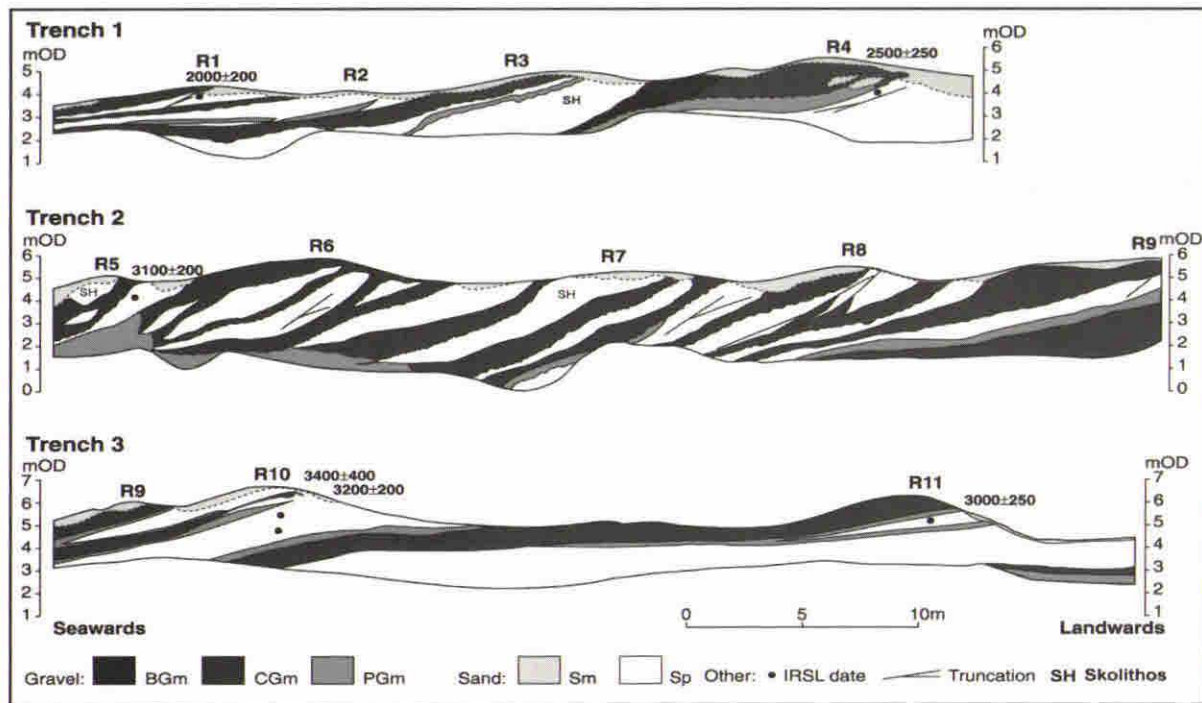 Trench 1
mOD
R1
2000±200
R2
R3
R4
2500±250
mOD
5
4
3
2
1
SH
6
5
4
3
2
1
Trench 2
mOD
R5
3100±200
R6
R7
R8
R9
mOD
6
5
4
3
2
1
0
SH
SH
6
5
4
3
2
1
0
Trench 3
mOD
R9
R10
3400±400
3200±200
R11
3000±250
mOD
7
6
5
4
3
2
1
7
6
5
4
3
2
1
Seawards
0 5 10m
Landwards
Gravel: BGm CGm PGm Sand: Sm Sp Other: IRSL date Truncation SH Skolithos